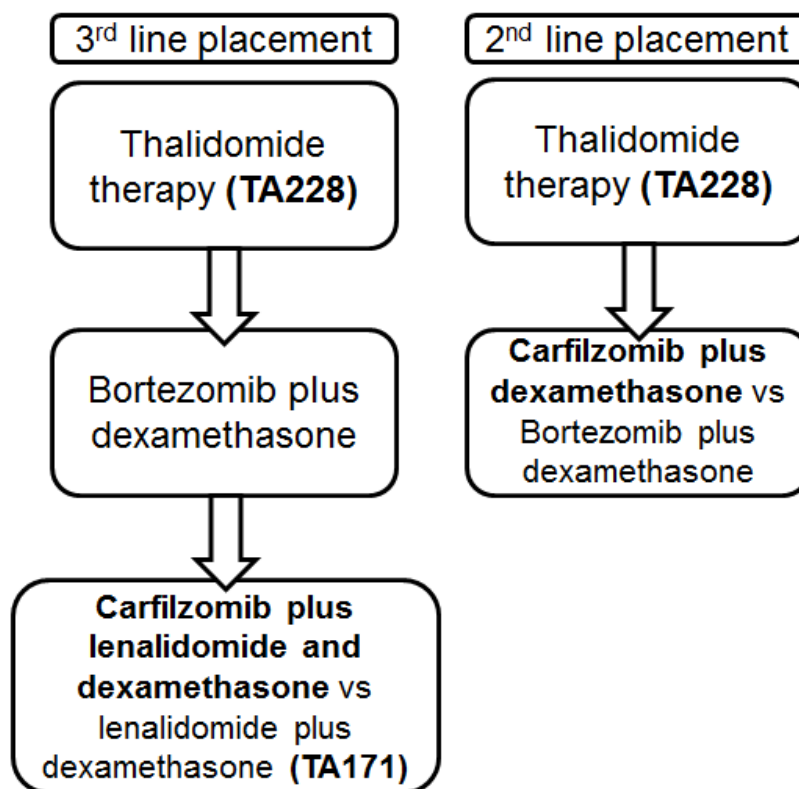 3rd line placement
Thalidomide
therapy (TA228)
Bortezomib plus
dexamethasone
Carfilzomib plus
lenalidomide and
dexamethasone vs
lenalidomide plus
dexamethasone (TA171)
2nd line placement
Thalidomide
therapy (TA228)
Carfilzomib plus
dexamethasone vs
Bortezomib plus
dexamethasone